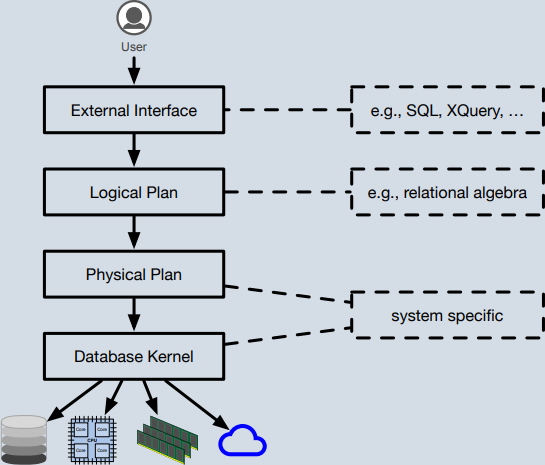 User
External Interface
e.g., SQL, XQuery, …
Logical Plan
e.g., relational algebra
Physical Plan
system specific
Database Kernel
Core
Core
CPU
Core
Core